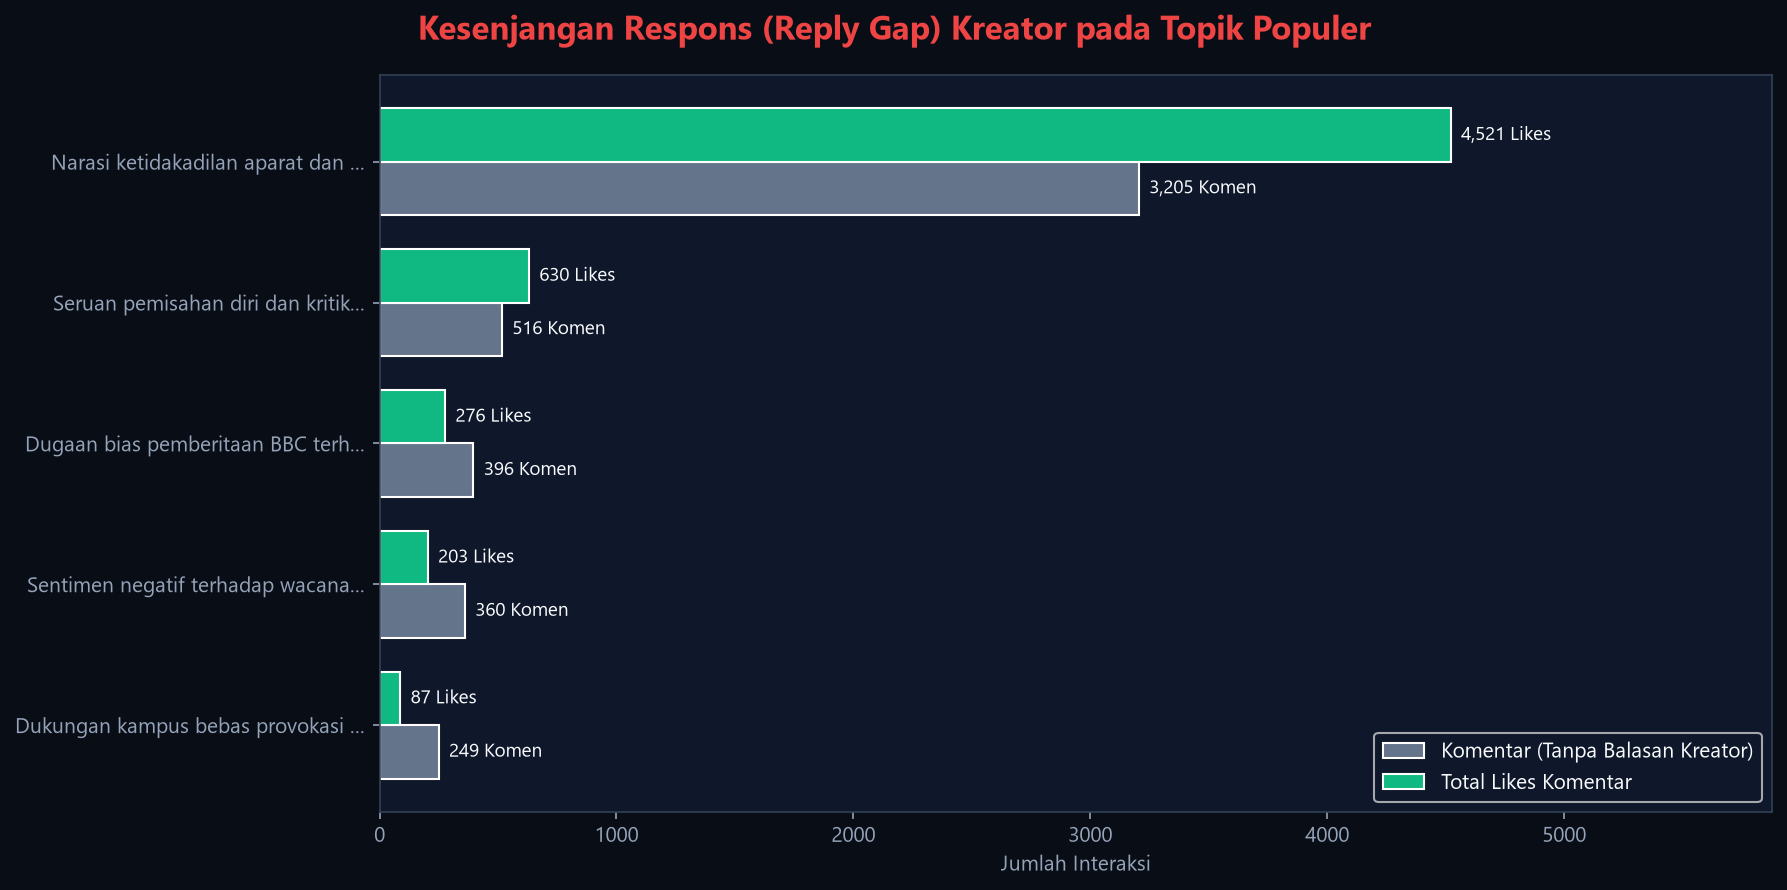 Kesenjangan Respons (Reply Gap) Kreator pada Topik Populer
Narasi ketidakadilan aparat dan ...
4,521 Likes
3,205 Komen
Seruan pemisahan diri dan kritik...
630 Likes
516 Komen
Dugaan bias pemberitaan BBC terh...
276 Likes
396 Komen
Sentimen negatif terhadap wacana...
203 Likes
360 Komen
Dukungan kampus bebas provokasi ...
87 Likes
249 Komen
Komentar (Tanpa Balasan Kreator)
Total Likes Komentar
0 1000 2000 3000 4000 5000
Jumlah Interaksi